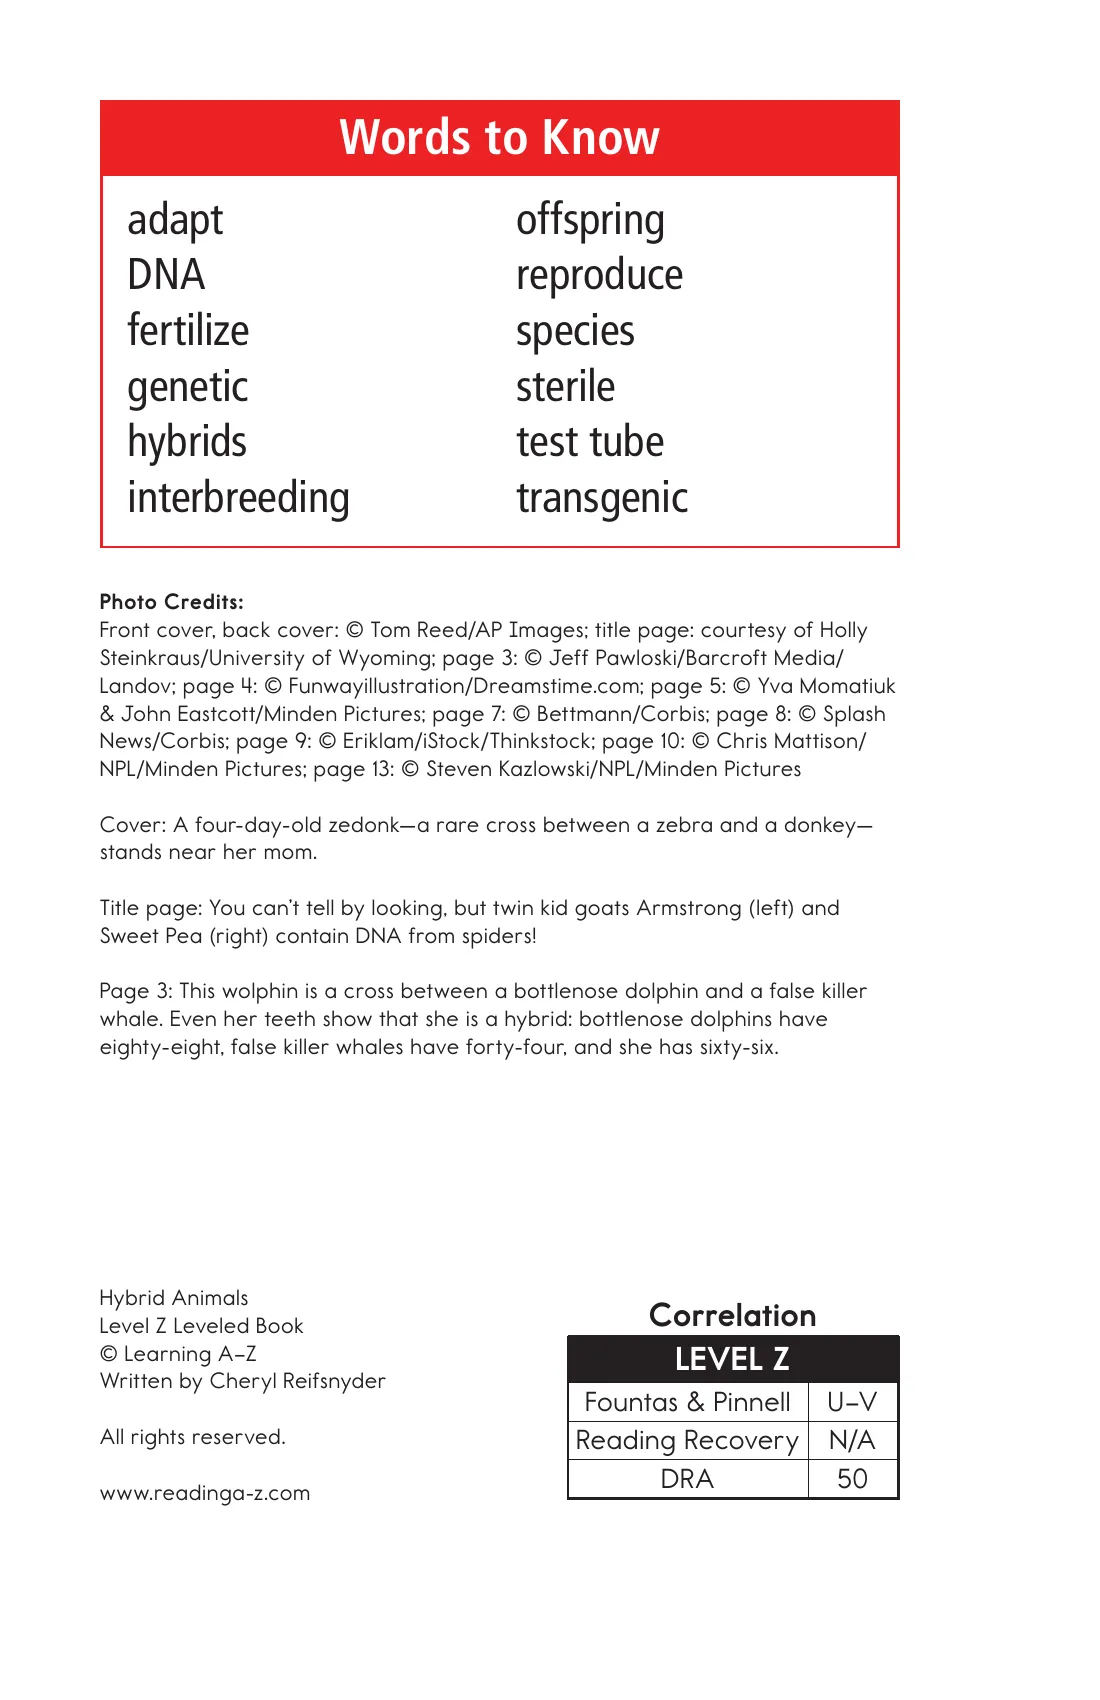 Words to Know
adapt
DNA
fertilize
genetic
hybrids
interbreeding
offspring
reproduce
species
sterile
test tube
transgenic
Photo Credits:
Front cover, back cover: © Tom Reed/AP Images; title page: courtesy of Holly
Steinkraus/University of Wyoming; page 3: © Jeff Pawloski/Barcroft Media/
Landov; page 4: © Funwayillustration/Dreamstime.com; page 5: © Yva Momatiuk
& John Eastcott/Minden Pictures; page 7: © Bettmann/Corbis; page 8: © Splash
News/Corbis; page 9: © Eriklam/iStock/Thinkstock; page 10: © Chris Mattison/
NPL/Minden Pictures; page 13: © Steven Kazlowski/NPL/Minden Pictures
Cover: A four-day-old zedonk—a rare cross between a zebra and a donkey—
stands near her mom.
Title page: You can't tell by looking, but twin kid goats Armstrong (left) and
Sweet Pea (right) contain DNA from spiders!
Page 3: This wolphin is a cross between a bottlenose dolphin and a false killer
whale. Even her teeth show that she is a hybrid: bottlenose dolphins have
eighty-eight, false killer whales have forty-four, and she has sixty-six.
Hybrid Animals
Level Z Leveled Book
© Learning A–Z
Written by Cheryl Reifsnyder
All rights reserved.
www.readinga-z.com
Correlation
LEVEL Z
Fountas & Pinnell U–V
Reading Recovery N/A
DRA 50